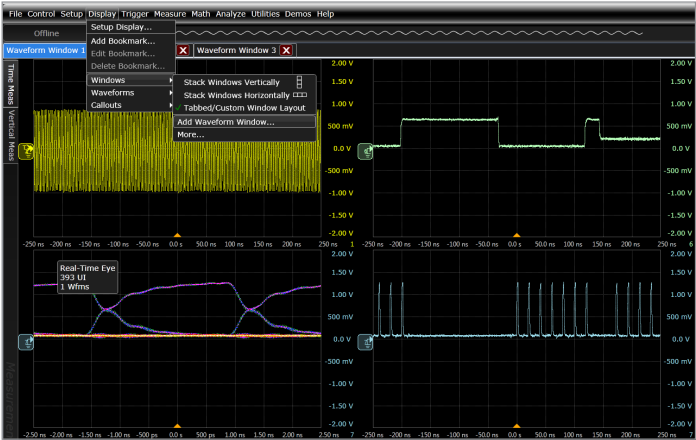 File Control Setup Display Trigger Measure Math Analyze Utilities Demos Help
Offline
Setup Display...
Add Bookmark...
Edit Bookmark...
Delete Bookmark...
Windows
Waveforms
Callouts
Stack Windows Vertically
Stack Windows Horizontally
Tabbed/Custom Window Layout
Add Waveform Window...
More...
Waveform Window 1
Waveform Window 3
Time Meas
Vertical Meas
Measurement
1.00 V
500 mV
0.0 V
-500 mV
-1.00 V
-1.50 V
-2.00 V
-250 ns -200 ns -150 ns -100 ns -50.0 ns 0.0 s 50.0 ns 100 ns 150 ns 200 ns 250 ns 1
2.00 V
1.50 V
1.00 V
500 mV
0.0 V
-500 mV
-1.00 V
-1.50 V
-2.00 V
-250 ns -200 ns -150 ns -100 ns -50.0 ns 0.0 s 50.0 ns 100 ns 150 ns 200 ns 250 ns 6
Real-Time Eye
393 UI
1 Wfms
2.00 V
1.50 V
1.00 V
500 mV
0.0 V
-500 mV
-1.00 V
-1.50 V
-2.00 V
-2.50 ns -2.00 ns -1.50 ns -1.00 ns -500 ps 0.0 s 500 ps 1.00 ns 1.50 ns 2.00 ns 2.50 ns 7
2.00 V
1.50 V
1.00 V
500 mV
0.0 V
-500 mV
-1.00 V
-1.50 V
-2.00 V
-250 ns -200 ns -150 ns -100 ns -50.0 ns 0.0 s 50.0 ns 100 ns 150 ns 200 ns 250 ns 7